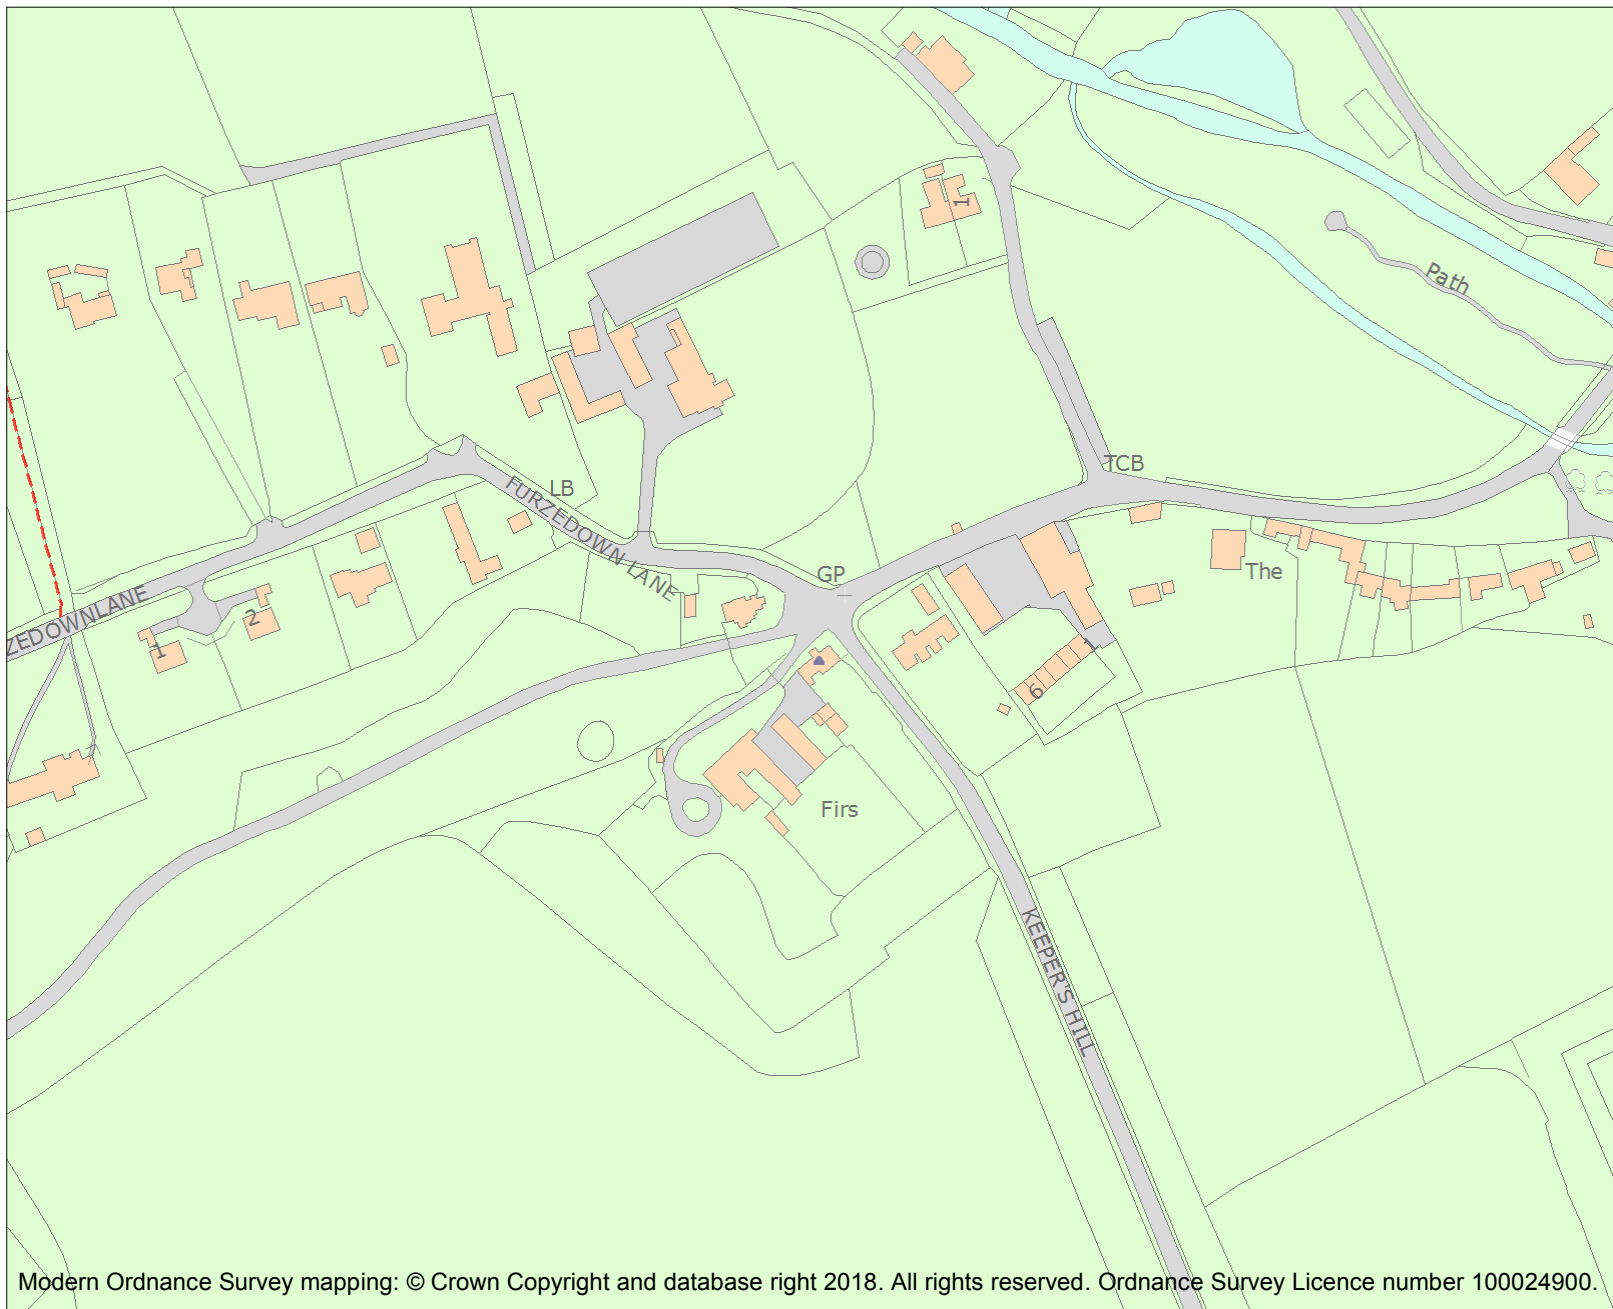 1
Path
TCB
LB
FURZEDOWN LANE
GP
The
ZEDOWNLANE
2
1
1
6
Firs
KEEPER'S HILL
Modern Ordnance Survey mapping: © Crown Copyright and database right 2018. All rights reserved. Ordnance Survey Licence number 100024900.